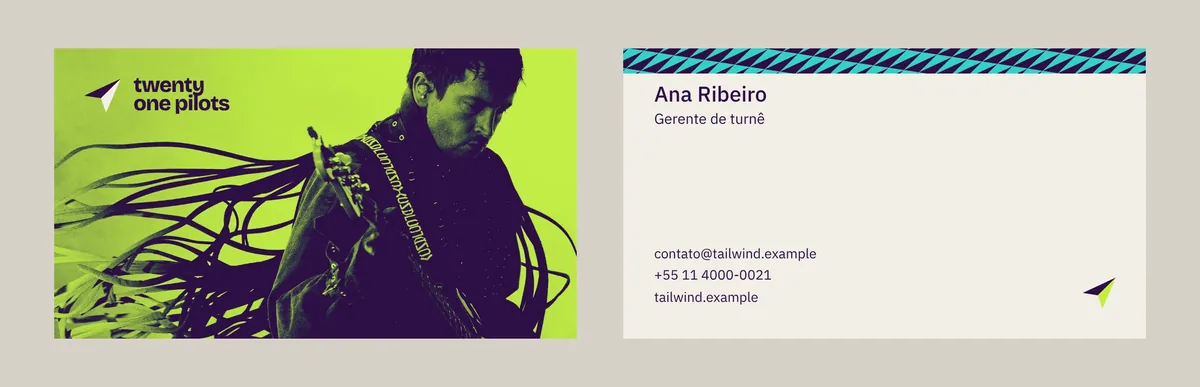 twenty
one pilots
Ana Ribeiro
Gerente de turnê
contato@tailwind.example
+55 11 4000-0021
tailwind.example